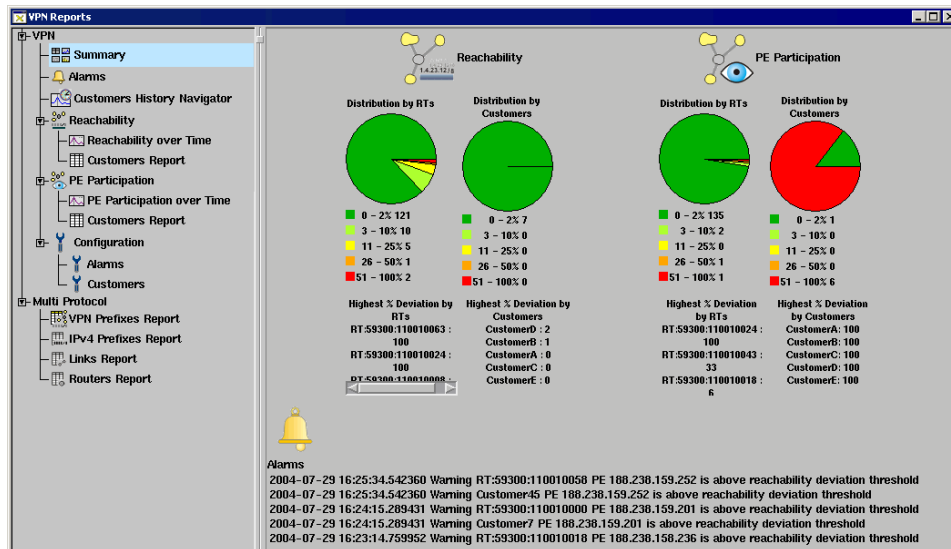 VPN Reports
VPN
Summary
Alarms
Customers History Navigator
Reachability
Reachability over Time
Customers Report
PE Participation
PE Participation over Time
Customers Report
Configuration
Alarms
Customers
Multi Protocol
VPN Prefixes Report
IPv4 Prefixes Report
Links Report
Routers Report
1.4.23.12/8
Reachability
Distribution by RTs
0 - 2% 121
3 - 10% 10
11 - 25% 5
26 - 50% 1
51 - 100% 2
Distribution by
Customers
0 - 2% 7
3 - 10% 0
11 - 25% 0
26 - 50% 0
51 - 100% 0
Highest % Deviation by
RTs
RT:59300:110010063 :
100
RT:59300:110010024 :
100
RT:59300:110010008 :
Highest % Deviation by
Customers
CustomerD : 2
CustomerB : 1
CustomerA : 0
CustomerC : 0
CustomerE : 0
PE Participation
Distribution by RTs
0 - 2% 135
3 - 10% 2
11 - 25% 0
26 - 50% 1
51 - 100% 1
Distribution by
Customers
0 - 2% 1
3 - 10% 0
11 - 25% 0
26 - 50% 0
51 - 100% 6
Highest % Deviation
by RTs
RT:59300:110010024 :
100
RT:59300:110010043 :
33
RT:59300:110010018 :
6
Highest % Deviation
by Customers
CustomerA: 100
CustomerB: 100
CustomerC: 100
CustomerD: 100
CustomerE: 100
Alarms
2004-07-29 16:25:34.542360 Warning RT:59300:110010058 PE 188.238.159.252 is above reachability deviation threshold
2004-07-29 16:25:34.542360 Warning Customer45 PE 188.238.159.252 is above reachability deviation threshold
2004-07-29 16:24:15.289431 Warning RT:59300:110010000 PE 188.238.159.201 is above reachability deviation threshold
2004-07-29 16:24:15.289431 Warning Customer7 PE 188.238.159.201 is above reachability deviation threshold
2004-07-29 16:23:14.759952 Warning RT:59300:110010018 PE 188.238.158.236 is above reachability deviation threshold